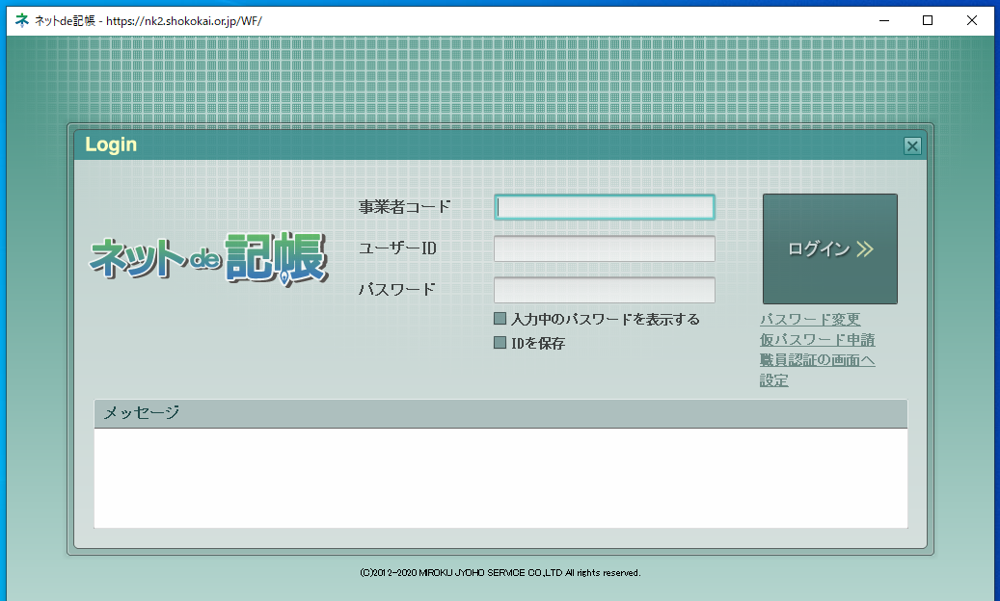 ネットde記帳 - https://nk2.shokokai.or.jp/WF/
Login
事業者コード
ネットde記帳
ユーザーID
ログイン
パスワード
入力中のパスワードを表示する
IDを保存
パスワード変更
仮パスワード申請
職員認証の画面へ
設定
メッセージ
(C)2012-2020 MIROKU JYOHO SERVICE CO.,LTD All rights reserved.